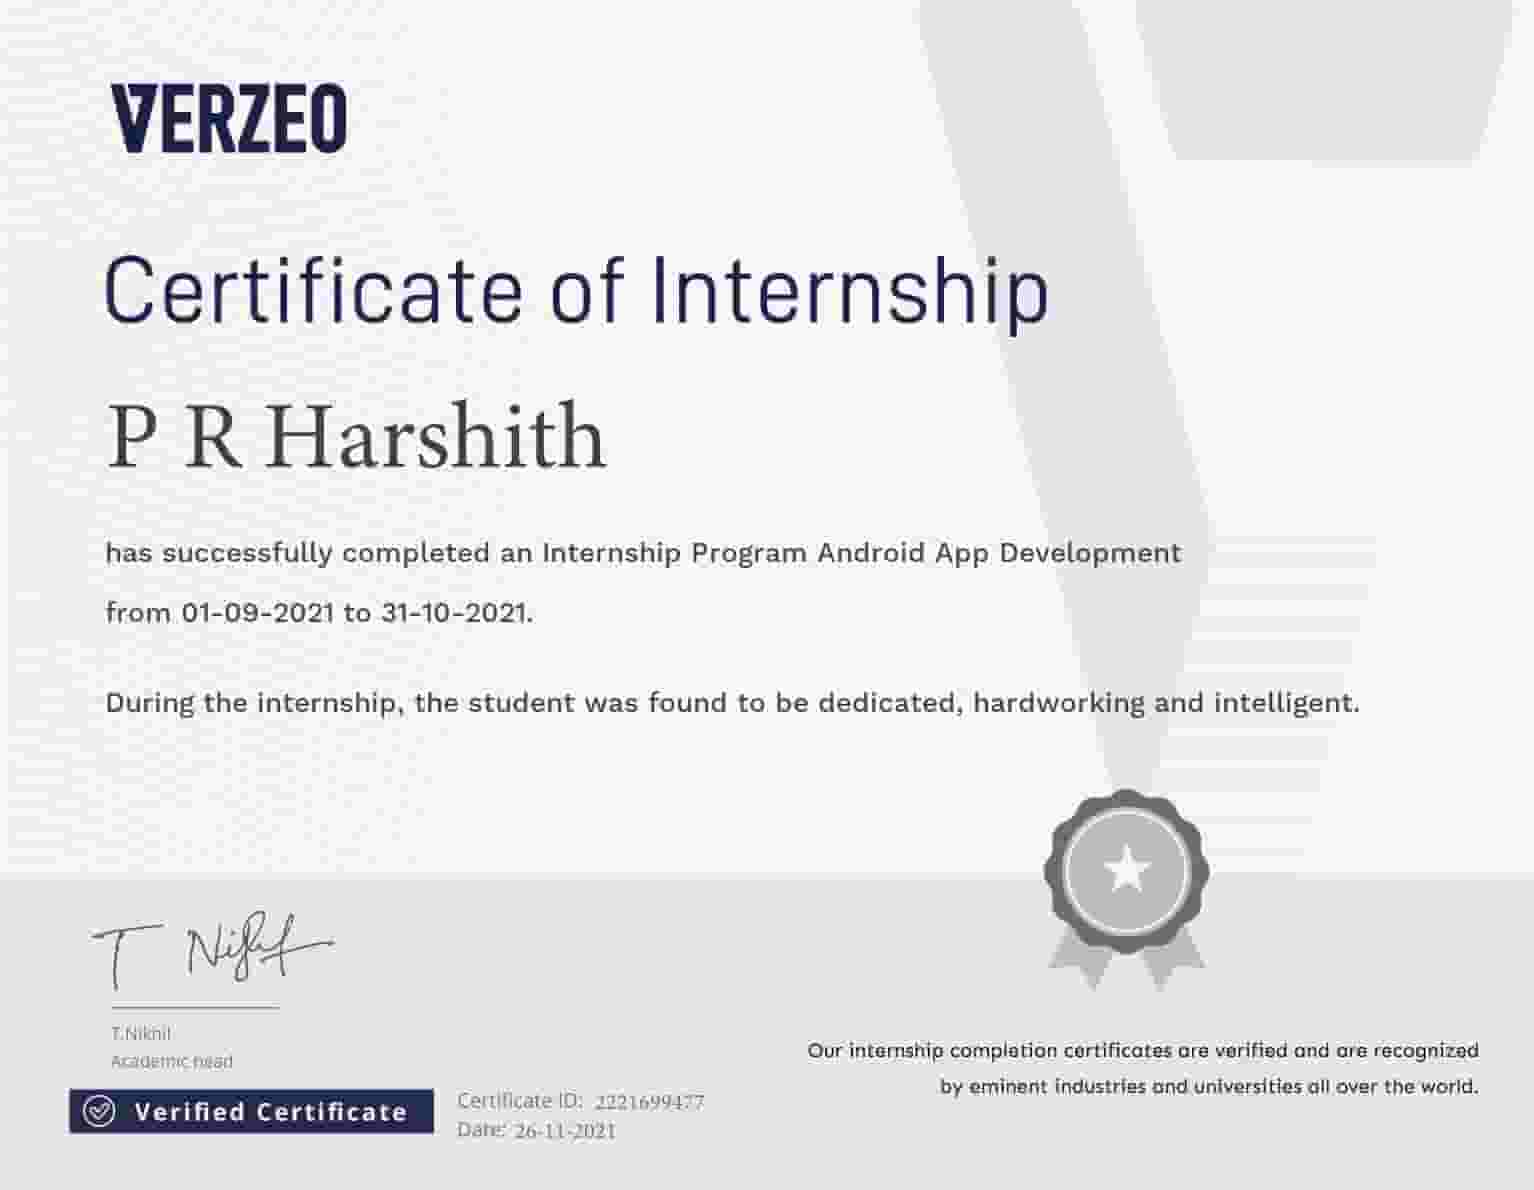 VERZEO
Certificate of Internship
P R Harshith
has successfully completed an Internship Program Android App Development
from 01-09-2021 to 31-10-2021.
During the internship, the student was found to be dedicated, hardworking and intelligent.
T Nikhil
T.Nikhil
Academic head
Our internship completion certificates are verified and are recognized
by eminent industries and universities all over the world.
Verified Certificate
Certificate ID: 2221699477
Date: 26-11-2021